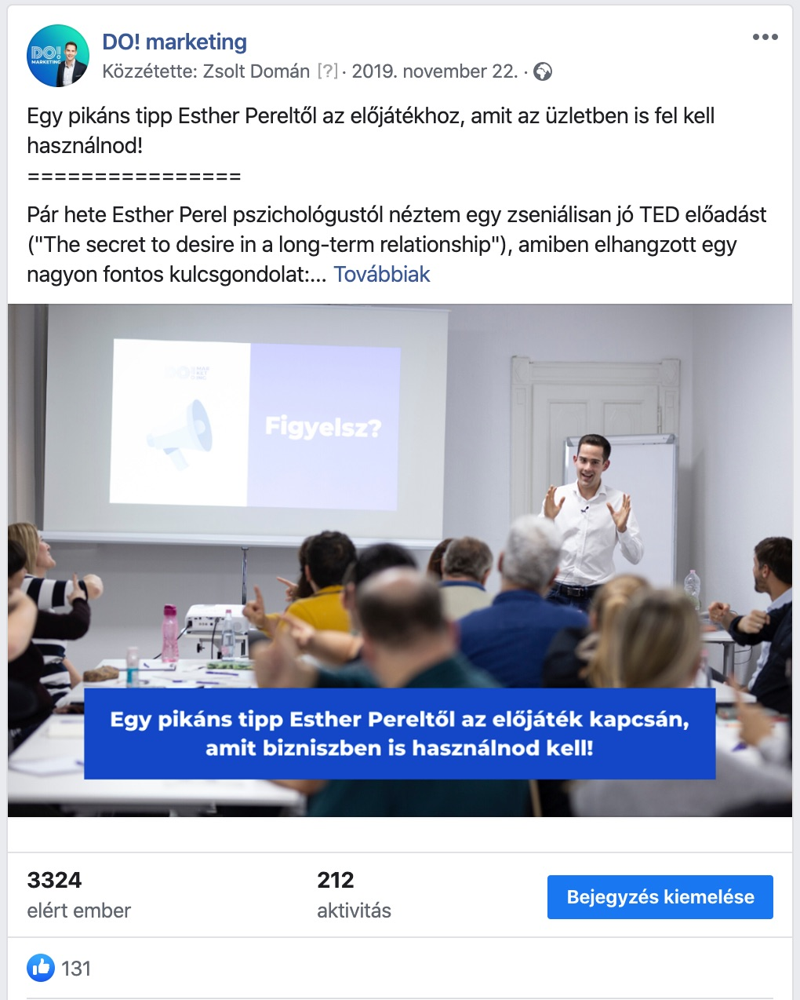 DO! marketing
Közzétette: Zsolt Domán [?] · 2019. november 22. ·
DO!
MARKETING
Egy pikáns tipp Esther Pereltől az előjátékhoz, amit az üzletben is fel kell
használnod!
================
Pár hete Esther Perel pszichológustól néztem egy zseniálisan jó TED előadást
("The secret to desire in a long-term relationship"), amiben elhangzott egy
nagyon fontos kulcsgondolat:... Továbbiak
DO! MAR
KET
ING
Figyelsz?
Egy pikáns tipp Esther Pereltől az előjáték kapcsán,
amit bizniszben is használnod kell!
3324
elért ember
212
aktivitás
Bejegyzés kiemelése
131